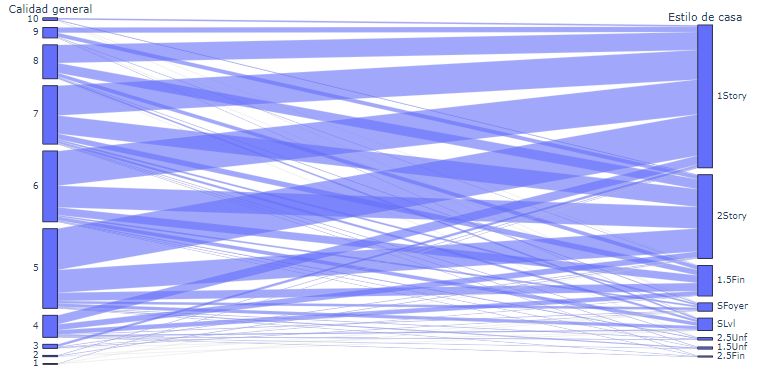 Calidad general
Estilo de casa
10
9
8
7
6
5
4
3
2
1
1Story
2Story
1.5Fin
SFoyer
SLvl
2.5Unf
1.5Unf
2.5Fin